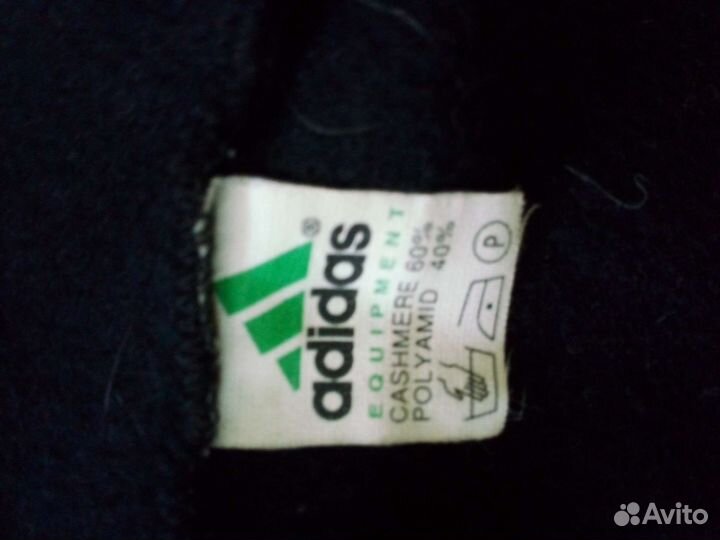 adidas®
EQUIPMENT
CASHMERE 60%
POLYAMID 40%
P
Avito